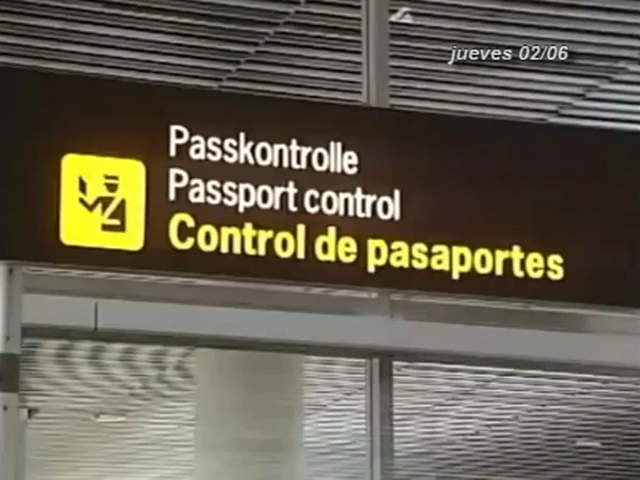 jueves 02/06
Passkontrolle
Passport control
Control de pasaportes